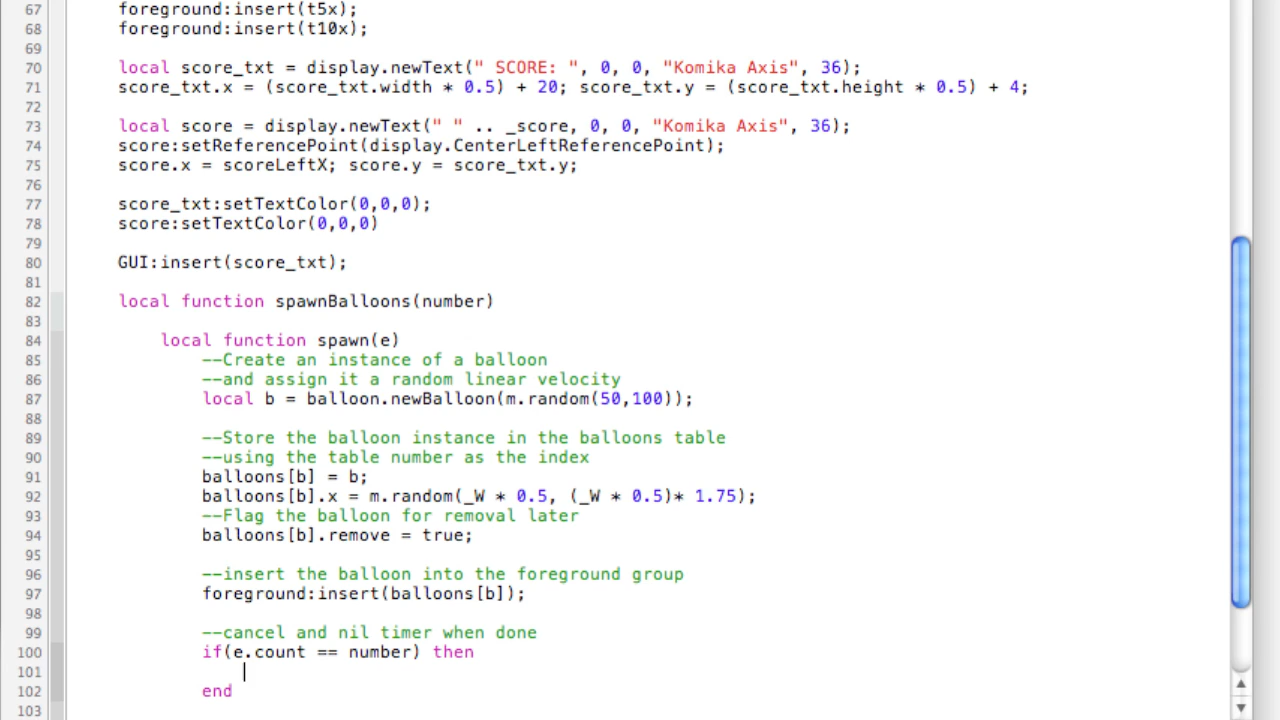 67 foreground:insert(t5x);
68 foreground:insert(t10x);
69
70 local score_txt = display.newText(" SCORE: ", 0, 0, "Komika Axis", 36);
71 score_txt.x = (score_txt.width * 0.5) + 20; score_txt.y = (score_txt.height * 0.5) + 4;
72
73 local score = display.newText(" " .. _score, 0, 0, "Komika Axis", 36);
74 score:setReferencePoint(display.CenterLeftReferencePoint);
75 score.x = scoreLeftX; score.y = score_txt.y;
76
77 score_txt:setTextColor(0,0,0);
78 score:setTextColor(0,0,0)
79
80 GUI:insert(score_txt);
81
82 local function spawnBalloons(number)
83
84 local function spawn(e)
85 --Create an instance of a balloon
86 --and assign it a random linear velocity
87 local b = balloon.newBalloon(m.random(50,100));
88
89 --Store the balloon instance in the balloons table
90 --using the table number as the index
91 balloons[b] = b;
92 balloons[b].x = m.random(_W * 0.5, (_W * 0.5)* 1.75);
93 --Flag the balloon for removal later
94 balloons[b].remove = true;
95
96 --insert the balloon into the foreground group
97 foreground:insert(balloons[b]);
98
99 --cancel and nil timer when done
100 if(e.count == number) then
101
102 end
103